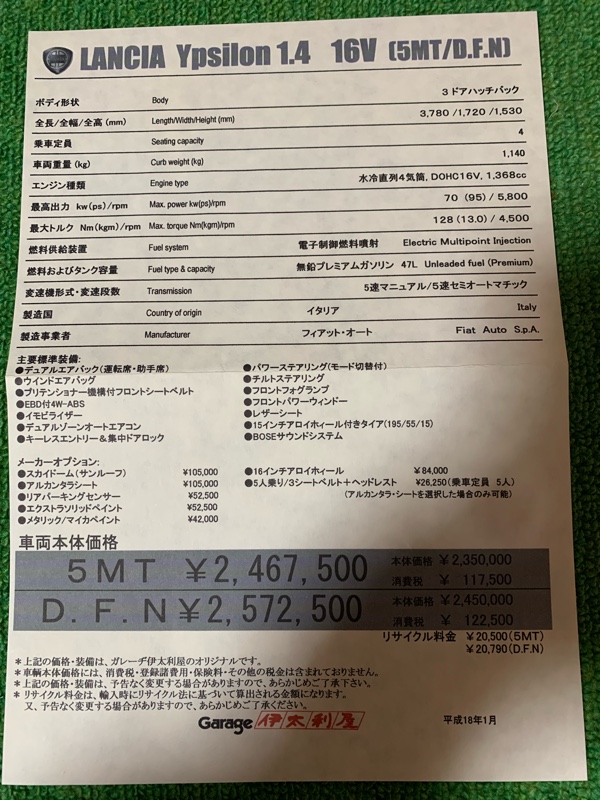 LANCIA Ypsilon 1.4 16V (5MT/D.F.N)
ボディ形状 Body 3ドアハッチバック
全長/全幅/全高 (mm) Length/Width/Height (mm) 3,780 /1,720 /1,530
乗車定員 Seating capacity 4
車両重量 (kg) Curb weight (kg) 1,140
エンジン種類 Engine type 水冷直列4気筒, DOHC16V, 1,368cc
最高出力 kw(ps)/rpm Max. power kw(ps)/rpm 70 (95) / 5,800
最大トルク Nm(kgm)/rpm Max. torque Nm(kgm)/rpm 128 (13.0) / 4,500
燃料供給装置 Fuel system 電子制御燃料噴射 Electric Multipoint Injection
燃料およびタンク容量 Fuel type & capacity 無鉛プレミアムガソリン 47L Unleaded fuel (Premium)
変速機形式・変速段数 Transmission 5速マニュアル/5速セミオートマチック
製造国 Country of origin イタリア Italy
製造事業者 Manufacturer フィアット・オート Fiat Auto S.p.A.
主要標準装備:
●デュアルエアバック(運転席・助手席)
●ウインドエアバッグ
●プリテンショナー機構付フロントシートベルト
●EBD付4W-ABS
●イモビライザー
●デュアルゾーンオートエアコン
●キーレスエントリー&集中ドアロック
●パワーステアリング(モード切替付)
●チルトステアリング
●フロントフォグランプ
●フロントパワーウィンドー
●レザーシート
●15インチアロイホィール付きタイア(195/55/15)
●BOSEサウンドシステム
メーカーオプション:
●スカイドーム(サンルーフ) ¥105,000
●アルカンタラシート ¥105,000
●リアパーキングセンサー ¥52,500
●エクストラソリッドペイント ¥52,500
●メタリック/マイカペイント ¥42,000
●16インチアロイホィール ¥84,000
●5人乗り/3シートベルト+ヘッドレスト ¥26,250(乗車定員 5人)
(アルカンタラ・シートを選択した場合のみ可能)
車両本体価格
5MT ¥2,467,500 本体価格 ¥2,350,000
消費税 ¥ 117,500
D.F.N ¥2,572,500 本体価格 ¥2,450,000
消費税 ¥ 122,500
リサイクル料金 ¥20,500(5MT)
¥20,790(D.F.N)
*上記の価格・装備は、ガレーヂ伊太利屋のオリジナルです。
*車輌本体価格には、消費税・登録諸費用・保険料・その他の税金は含まれておりません。
*上記の価格・装備は、予告なく変更する場合がありますので、あらかじめご了承下さい。
*リサイクル料金は、輸入時にリサイクル法に基づいて算出される金額になります。
又、予告なく変更する場合がありますので、あらかじめご了承ください。
Garage 伊太利屋 平成18年1月